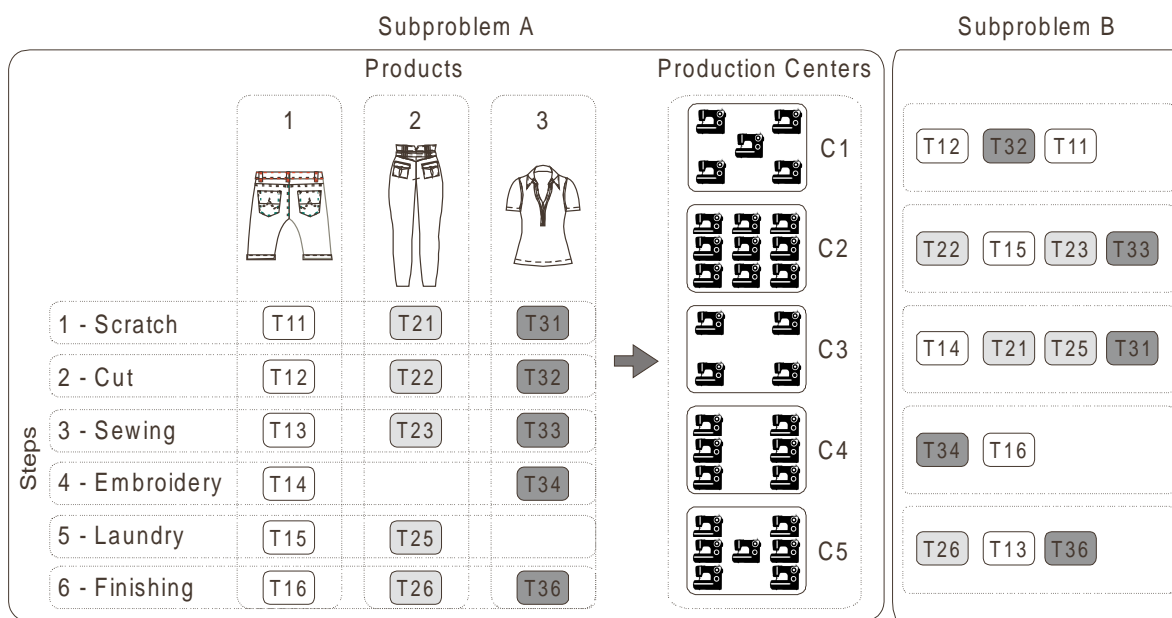 Subproblem A
Subproblem B
Products
Production Centers
1 2 3
C1
T12 T32 T11
C2
T22 T15 T23 T33
1 - Scratch T11 T21 T31
C3
T14 T21 T25 T31
2 - Cut T12 T22 T32
3 - Sewing T13 T23 T33
C4
T34 T16
Steps
4 - Embroidery T14 T34
5 - Laundry T15 T25
C5
T26 T13 T36
6 - Finishing T16 T26 T36